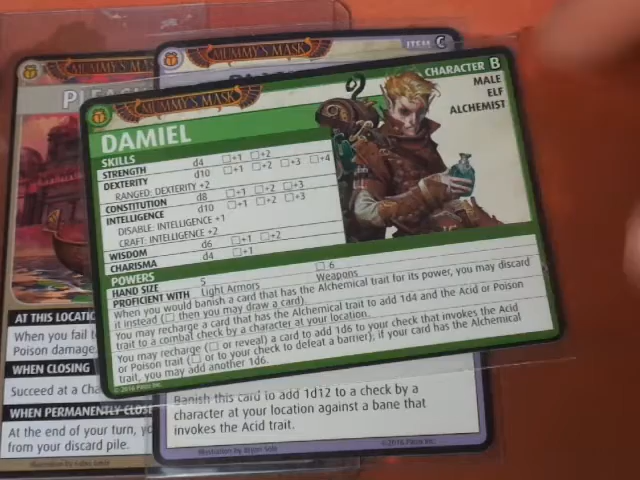 MUMMY'S MASK
CHARACTER B
MALE
ELF
ALCHEMIST
DAMIEL
SKILLS
STRENGTH d4 □+1 □+2
DEXTERITY d10 □+1 □+2 □+3 □+4
RANGED: DEXTERITY +2
CONSTITUTION d8 □+1 □+2 □+3
INTELLIGENCE d10 □+1 □+2 □+3
DISABLE: INTELLIGENCE +1
CRAFT: INTELLIGENCE +2
WISDOM d6 □+1 □+2
CHARISMA d4 □+1
POWERS
HAND SIZE 5 □ 6
PROFICIENT WITH Light Armors Weapons
When you would banish a card that has the Alchemical trait for its power, you may discard
it instead (□ then you may draw a card).
You may recharge a card that has the Alchemical trait to add 1d4 and the Acid or Poison
trait to a combat check by a character at your location.
You may recharge (□ or reveal) a card to add 1d6 to your check that invokes the Acid
or Poison trait (□ or to your check to defeat a barrier); if your card has the Alchemical
trait, you may add another 1d6.
©2016 Paizo Inc.
MUMMY'S MASK
ITEM C
Banish this card to add 1d12 to a check by a
character at your location against a bane that
invokes the Acid trait.
©2016 Paizo Inc.
MUMMY'S MAS
AT THIS LOCATIO
When you fail t
Poison damage
WHEN CLOSING
Succeed at a Cha
WHEN PERMANENTLY CLOSE
At the end of your turn,
from your discard pile.